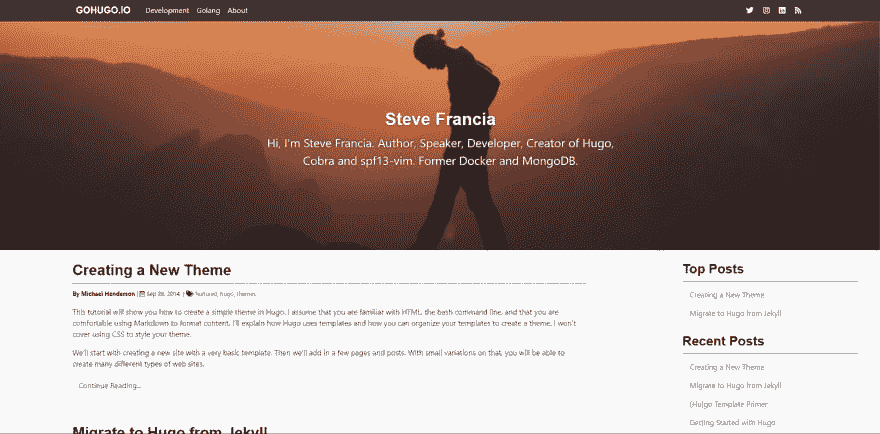 GOHUGO.IO Development Golang About
Steve Francia
Hi, I'm Steve Francia. Author, Speaker, Developer, Creator of Hugo,
Cobra and spf13-vim. Former Docker and MongoDB.
Creating a New Theme
By Michael Henderson | Sep 28, 2014 | featured, hugo, themes
This tutorial will show you how to create a simple theme in Hugo. I assume that you are familiar with HTML, the bash command line, and that you are
comfortable using Markdown to format content. I'll explain how Hugo uses templates and how you can organize your templates to create a theme. I won't
cover using CSS to style your theme.
We'll start with creating a new site with a very basic template. Then we'll add in a few pages and posts. With small variations on that, you will be able to
create many different types of web sites.
Continue Reading...
Migrate to Hugo from Jekyll
Top Posts
Creating a New Theme
Migrate to Hugo from Jekyll
Recent Posts
Creating a New Theme
Migrate to Hugo from Jekyll
(Hu)go Template Primer
Getting Started with Hugo